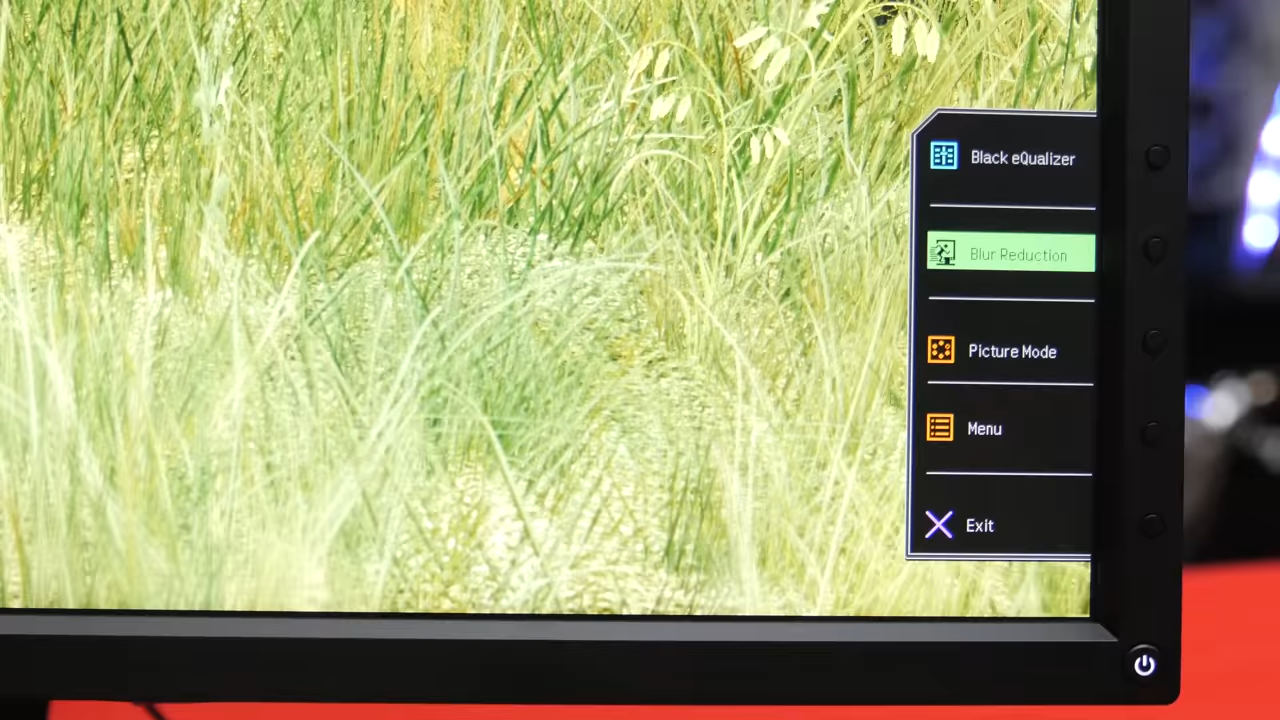 Black eQualizer
Blur Reduction
Picture Mode
Menu
Exit